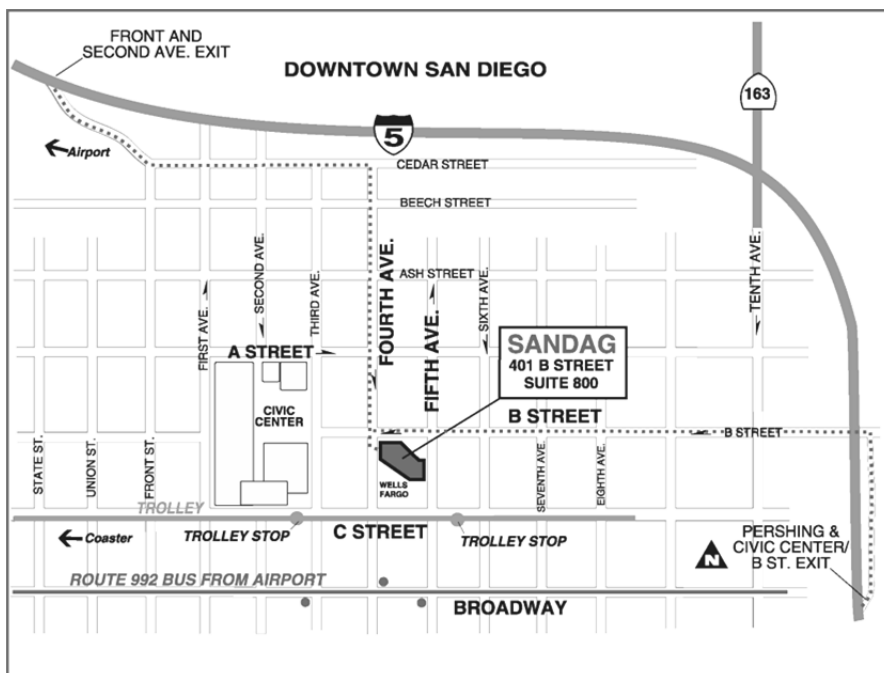 FRONT AND
SECOND AVE. EXIT
DOWNTOWN SAN DIEGO
163
5
Airport
CEDAR STREET
BEECH STREET
ASH STREET
FIRST AVE.
SECOND AVE.
THIRD AVE.
FOURTH AVE.
FIFTH AVE.
SIXTH AVE.
TENTH AVE.
A STREET
SANDAG
401 B STREET
SUITE 800
CIVIC
CENTER
B STREET
B STREET
STATE ST.
UNION ST.
FRONT ST.
WELLS
FARGO
SEVENTH AVE.
EIGHTH AVE.
TROLLEY
Coaster
TROLLEY STOP
C STREET
TROLLEY STOP
PERSHING &
CIVIC CENTER/
B ST. EXIT
N
ROUTE 992 BUS FROM AIRPORT
BROADWAY